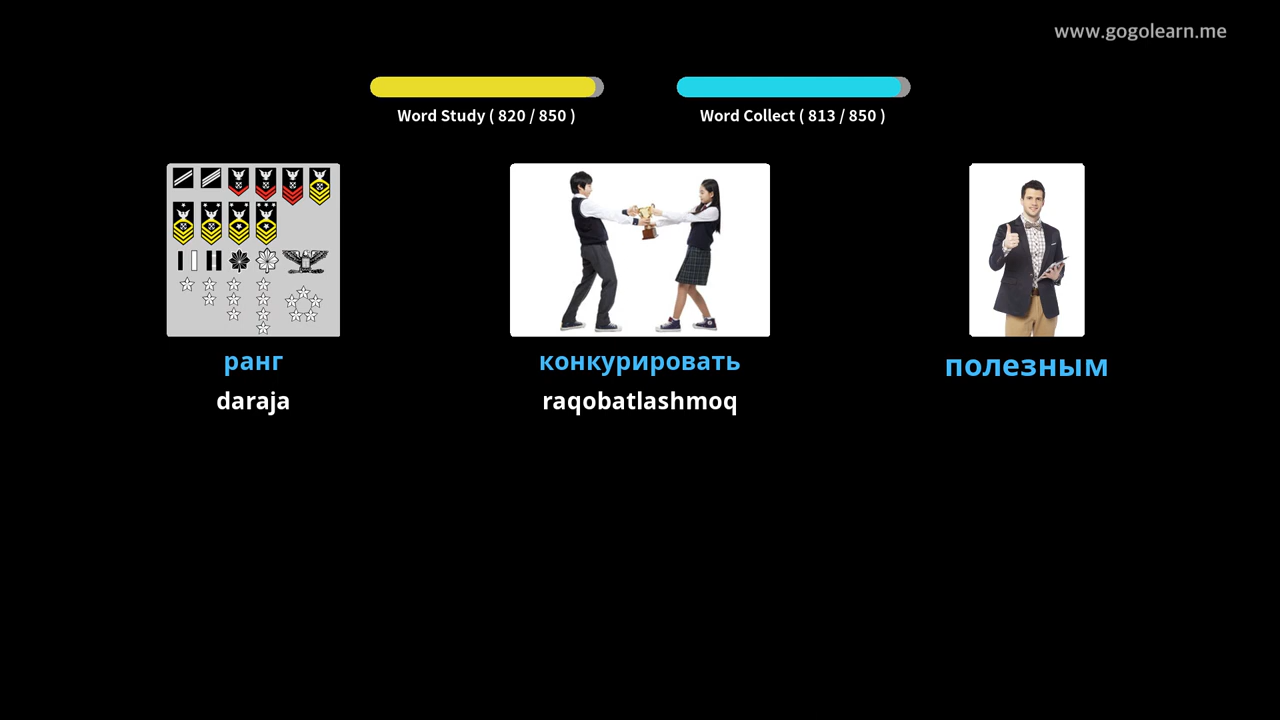 www.gogolearn.me
Word Study ( 820 / 850 )
Word Collect ( 813 / 850 )
ранг
daraja
конкурировать
raqobatlashmoq
полезным